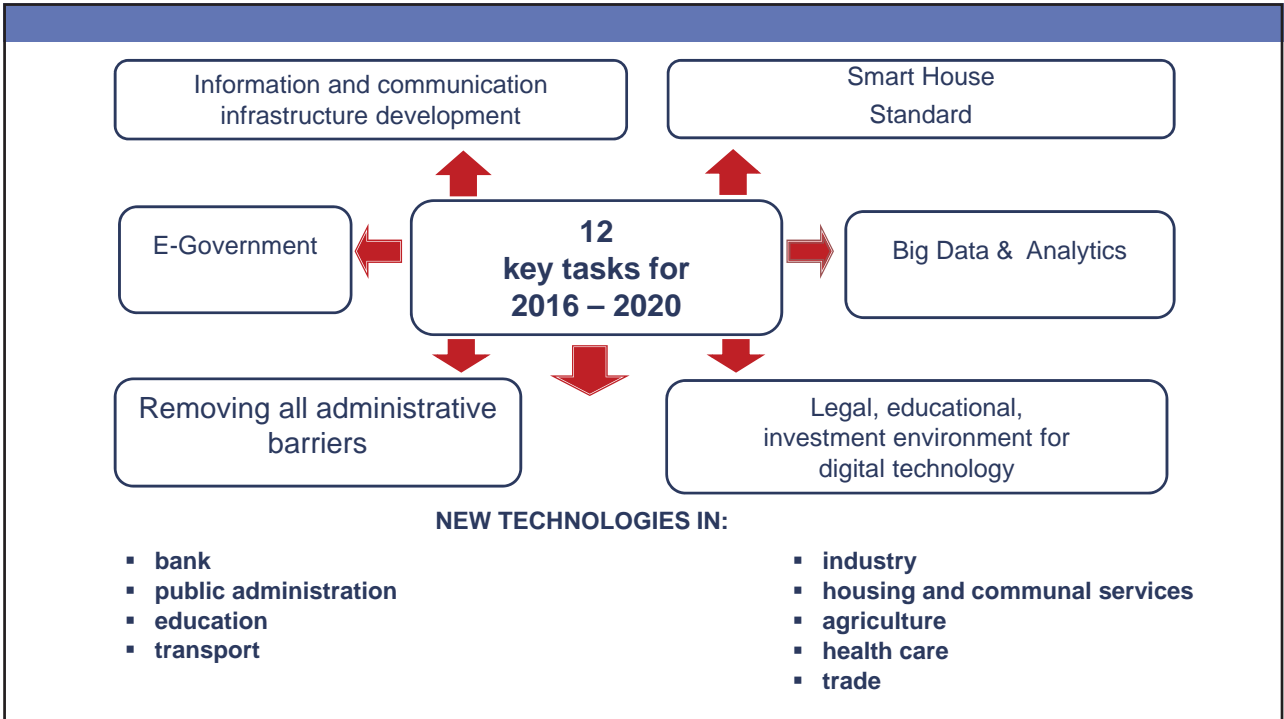 Information and communication
infrastructure development
Smart House
Standard
E-Government
12
key tasks for
2016 – 2020
Big Data & Analytics
Removing all administrative
barriers
Legal, educational,
investment environment for
digital technology
NEW TECHNOLOGIES IN:
▪ bank
▪ public administration
▪ education
▪ transport
▪ industry
▪ housing and communal services
▪ agriculture
▪ health care
▪ trade